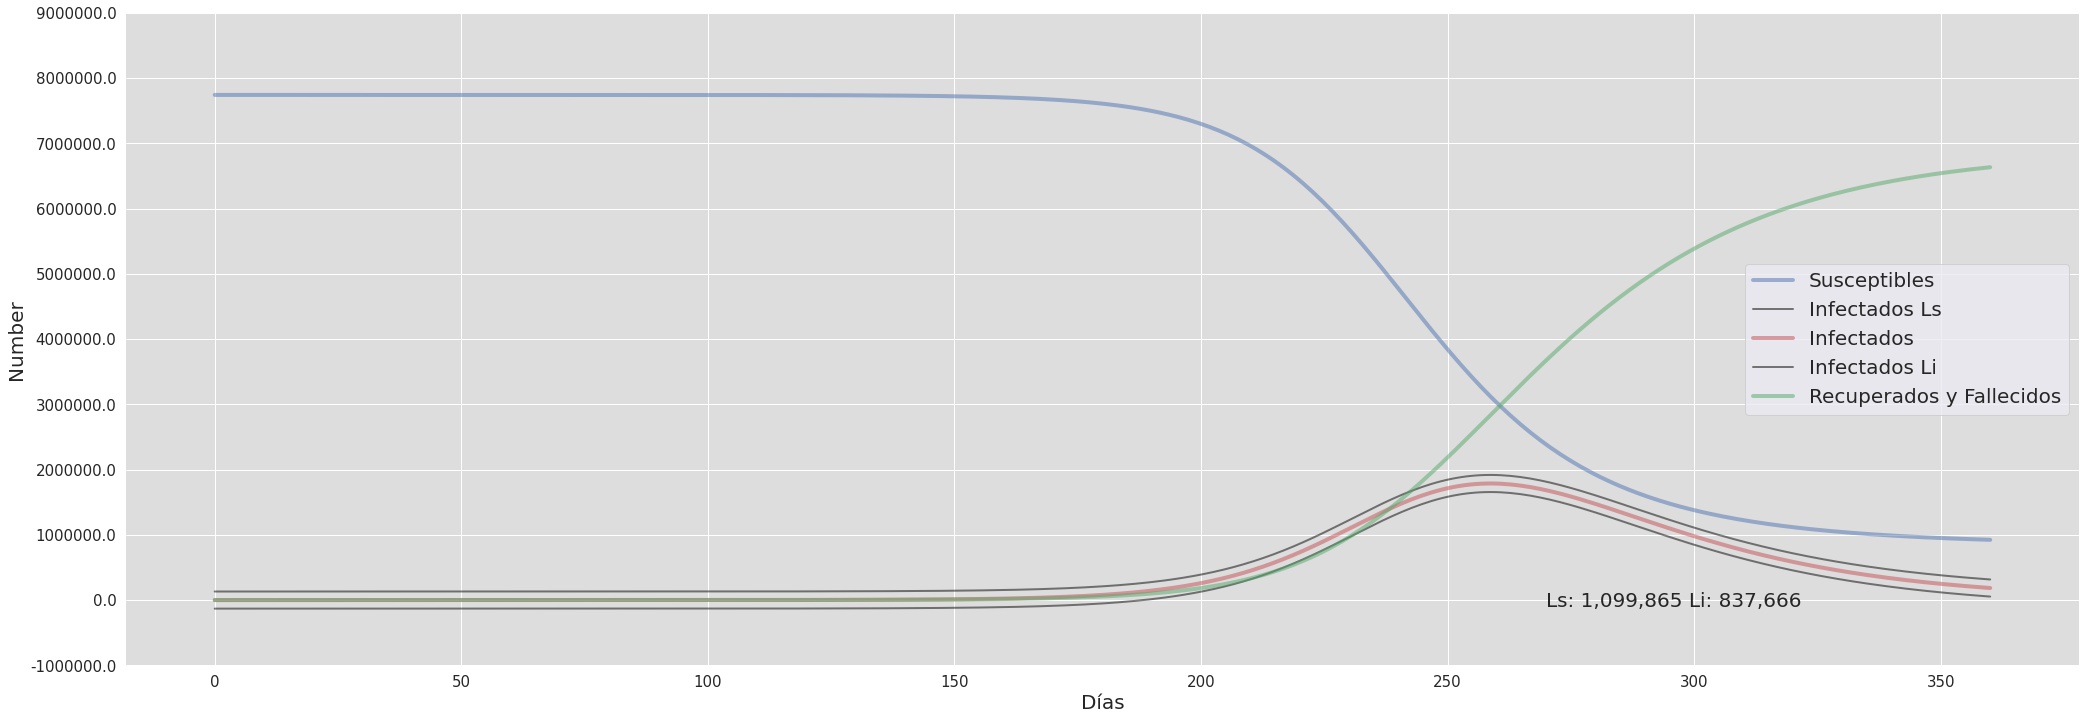 9000000.0
8000000.0
7000000.0
6000000.0
5000000.0
4000000.0
3000000.0
2000000.0
1000000.0
0.0
-1000000.0
Number
Susceptibles
Infectados Ls
Infectados
Infectados Li
Recuperados y Fallecidos
Ls: 1,099,865 Li: 837,666
0 50 100 150 200 250 300 350
Días